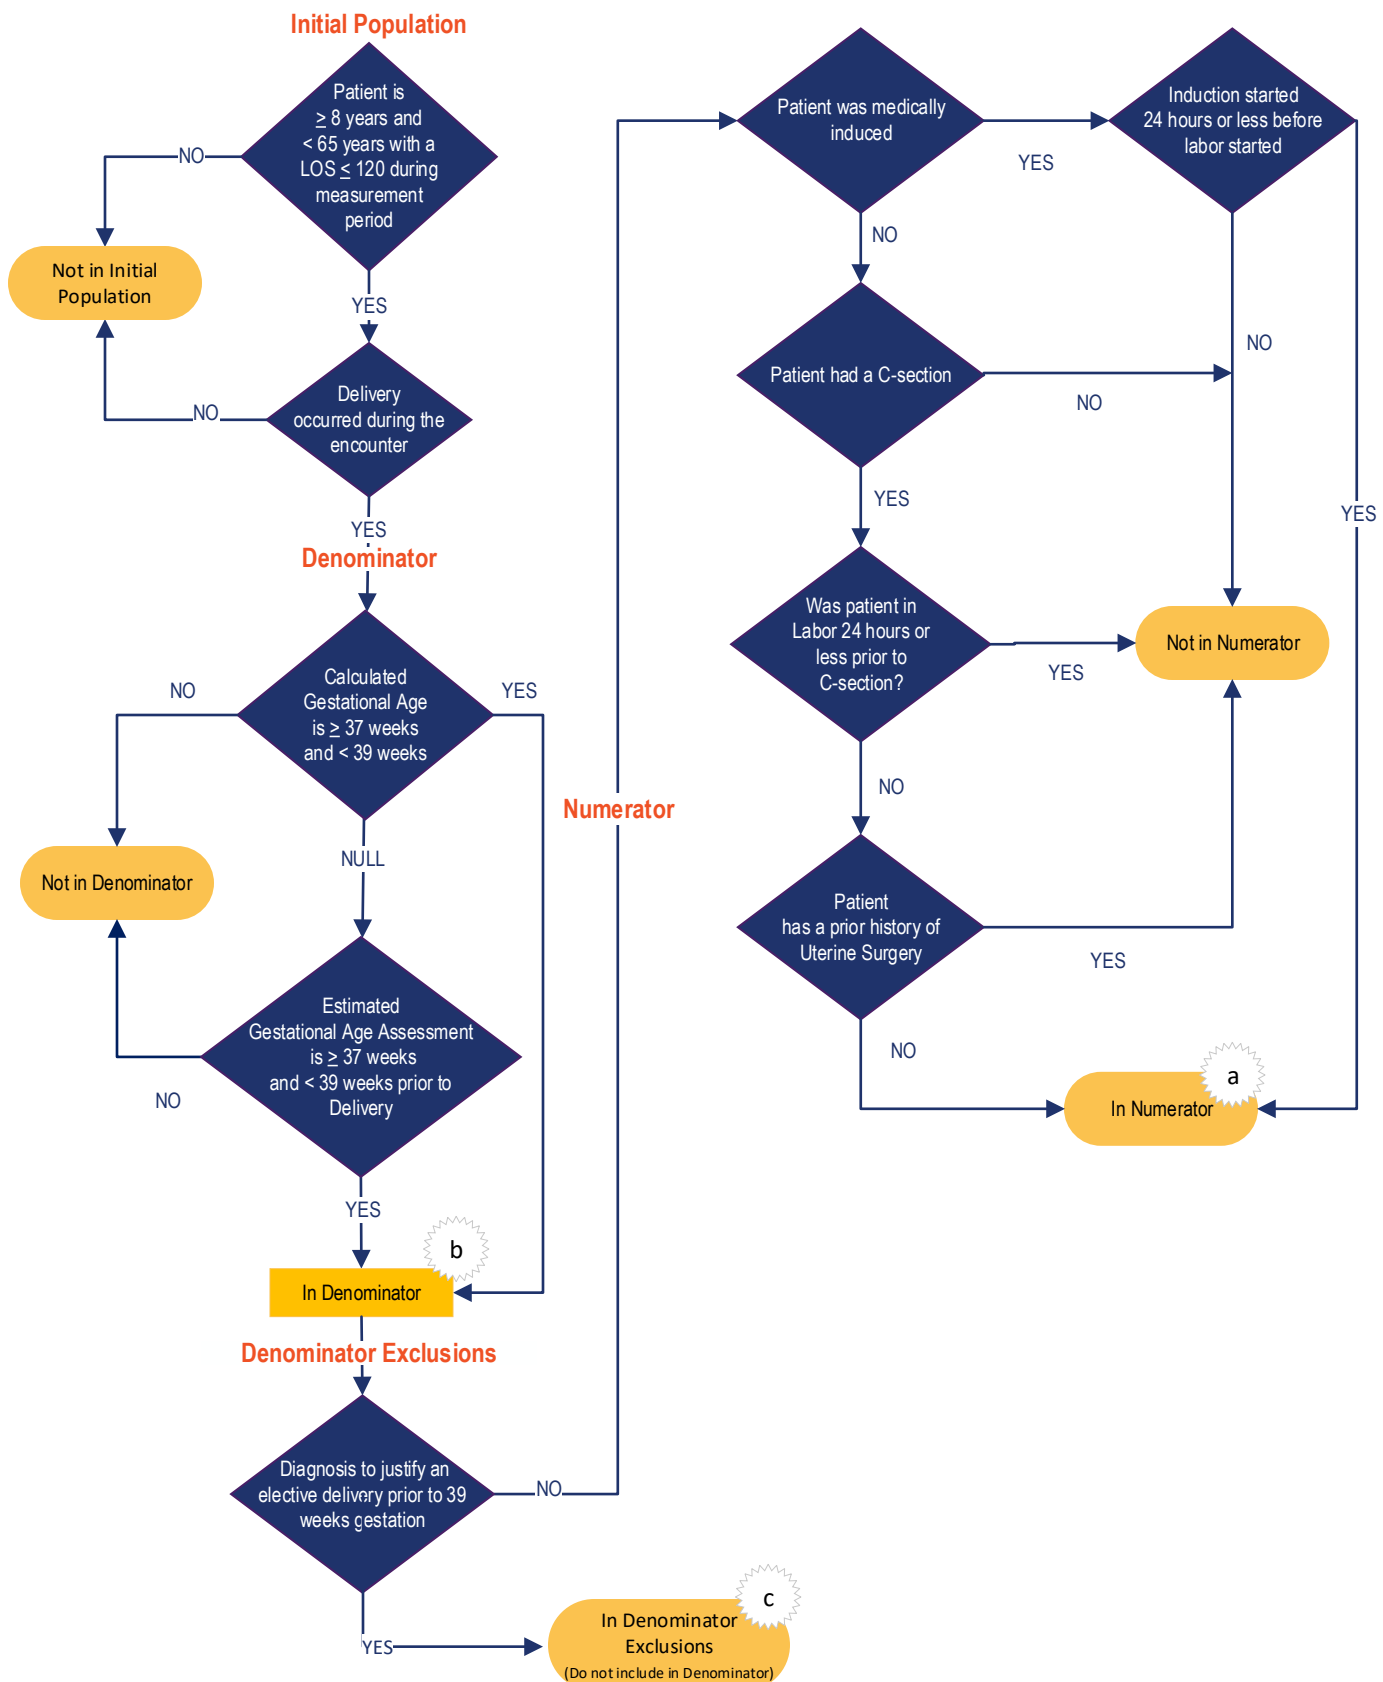 Initial Population
Patient is
≥ 8 years and
< 65 years with a
LOS ≤ 120 during
measurement
period
NO
Not in Initial
Population
YES
Delivery
occurred during the
encounter
NO
YES
Denominator
Calculated
Gestational Age
is ≥ 37 weeks
and < 39 weeks
NO
YES
Not in Denominator
NULL
Estimated
Gestational Age Assessment
is ≥ 37 weeks
and < 39 weeks prior to
Delivery
NO
YES
b
In Denominator
Denominator Exclusions
Diagnosis to justify an
elective delivery prior to 39
weeks gestation
NO
YES
c
In Denominator
Exclusions
(Do not include in Denominator)
Numerator
Patient was medically
induced
YES
Induction started
24 hours or less before
labor started
NO
NO
YES
Patient had a C-section
NO
YES
Was patient in
Labor 24 hours or
less prior to
C-section?
YES
Not in Numerator
NO
Patient
has a prior history of
Uterine Surgery
YES
NO
a
In Numerator